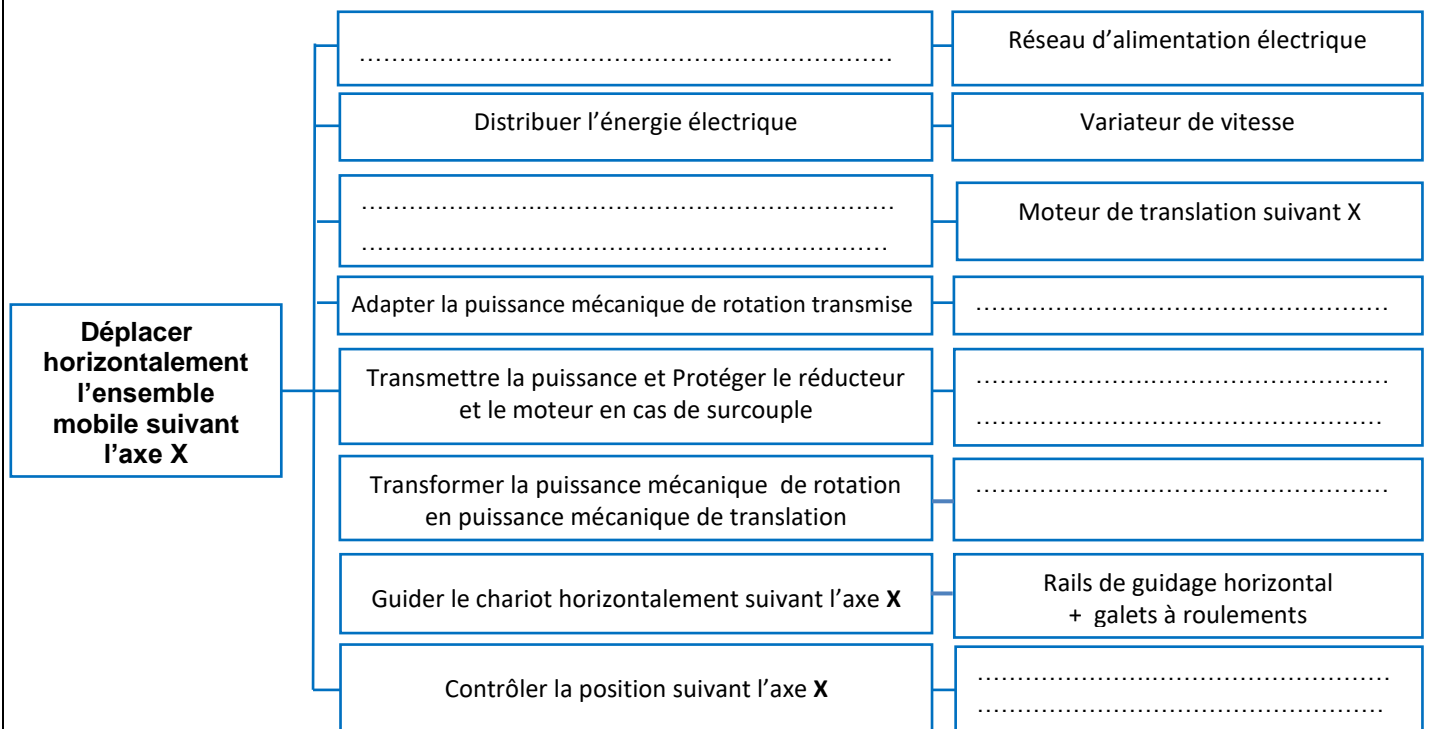 ……………………………………………………………
Réseau d’alimentation électrique
Distribuer l’énergie électrique
Variateur de vitesse
……………………………………………………………
……………………………………………………………
Moteur de translation suivant X
Adapter la puissance mécanique de rotation transmise
………………………………………………
Déplacer
horizontalement
l’ensemble
mobile suivant
l’axe X
Transmettre la puissance et Protéger le réducteur
et le moteur en cas de surcouple
………………………………………………
………………………………………………
Transformer la puissance mécanique de rotation
en puissance mécanique de translation
………………………………………………
Guider le chariot horizontalement suivant l’axe X
Rails de guidage horizontal
+ galets à roulements
Contrôler la position suivant l’axe X
………………………………………………
………………………………………………